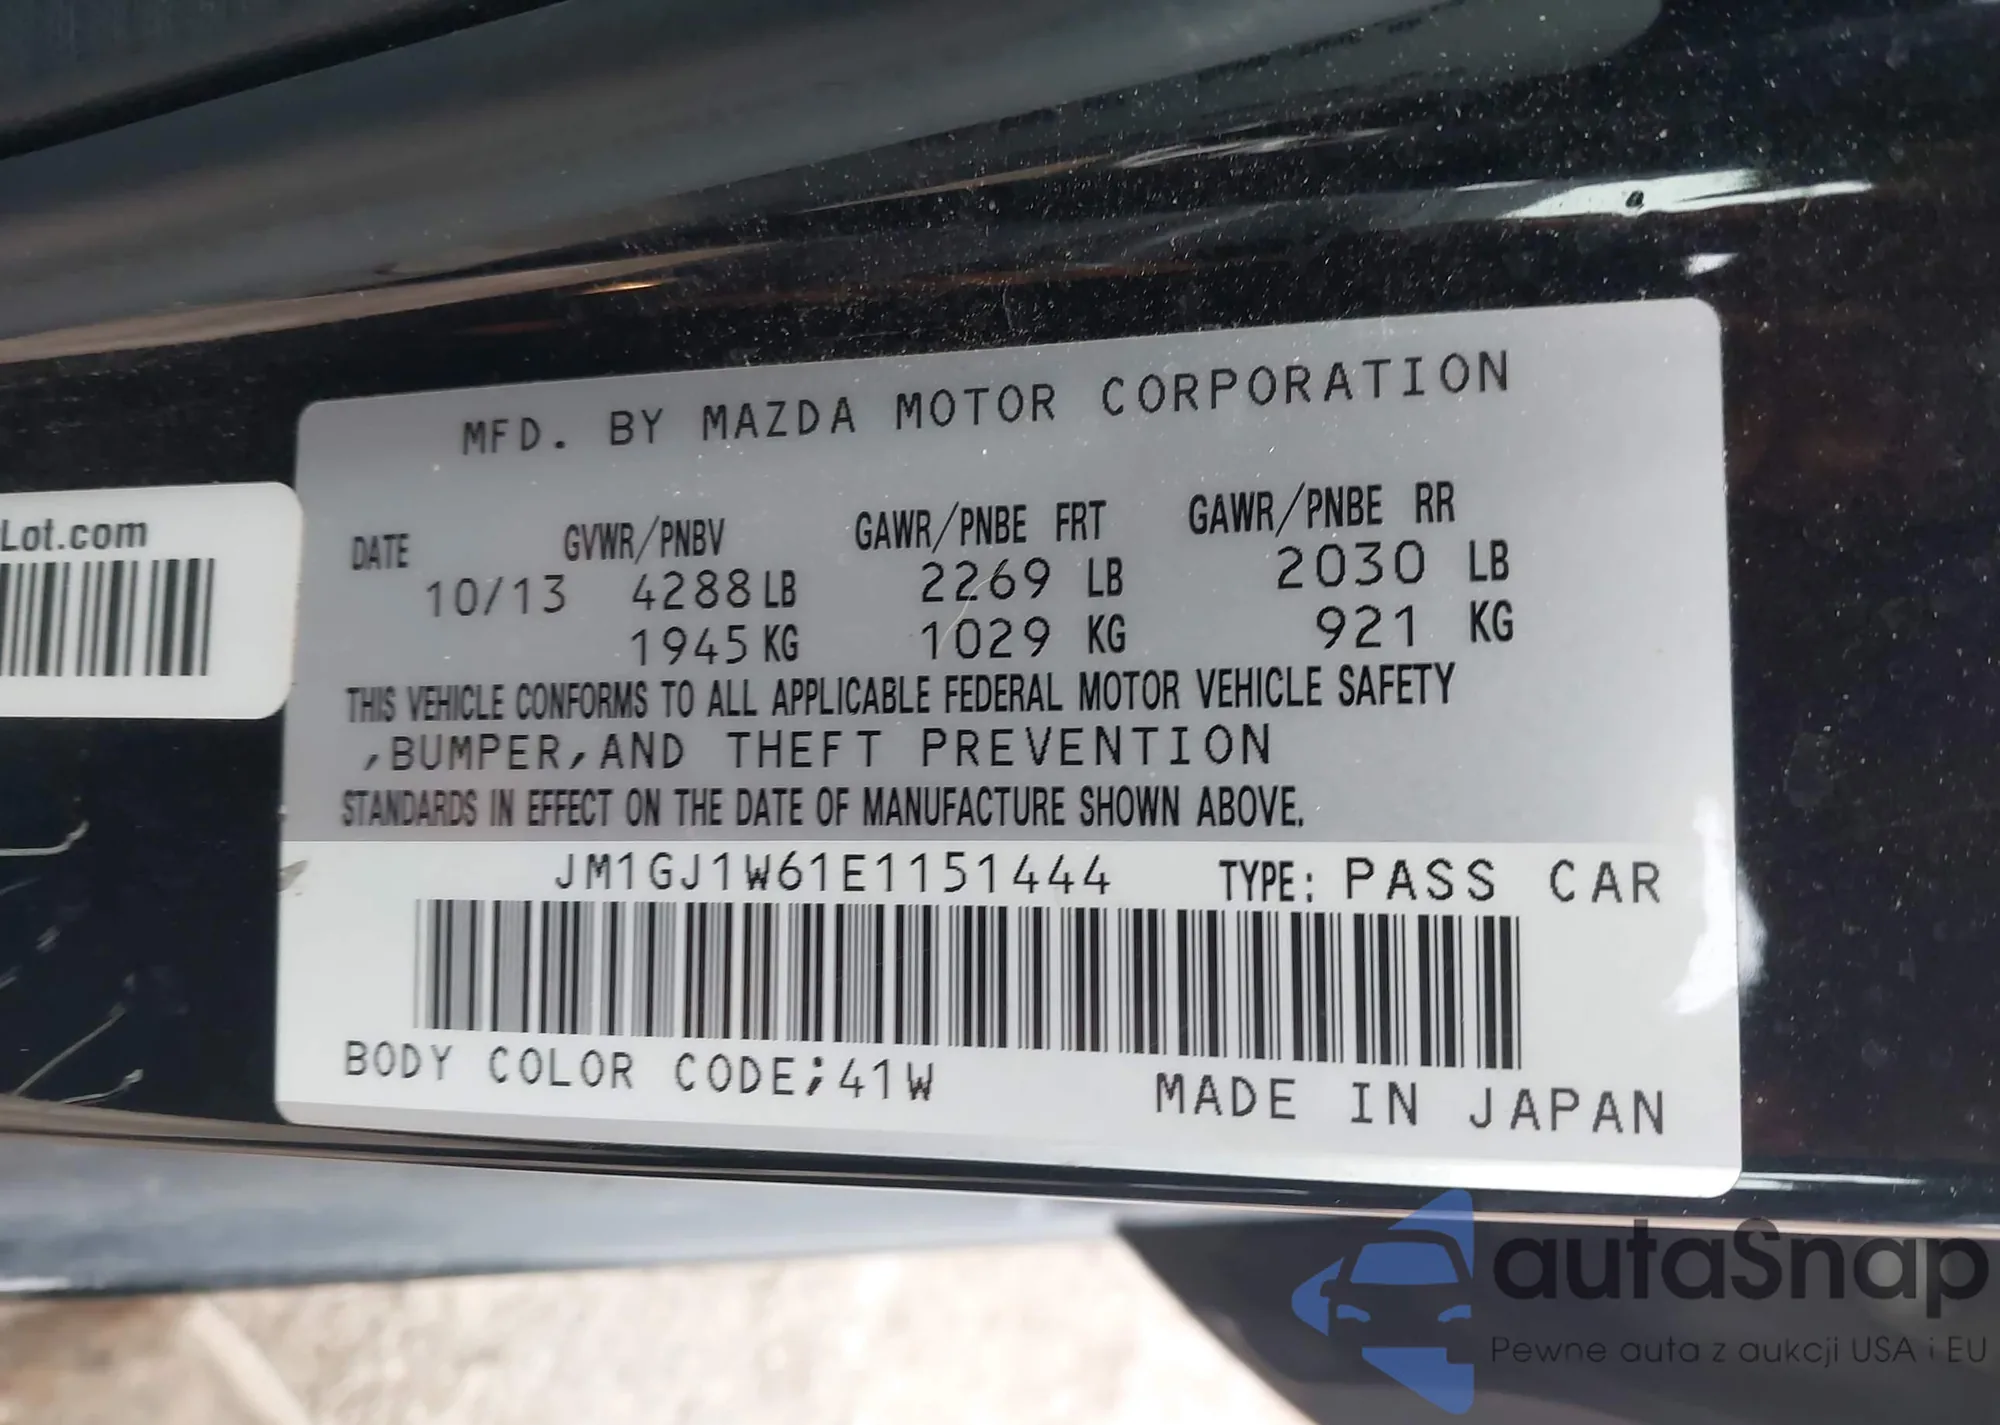 MFD. BY MAZDA MOTOR CORPORATION
Lot.com
DATE GVWR/PNBV GAWR/PNBE FRT GAWR/PNBE RR
10/13 4288 LB 2269 LB 2030 LB
1945 KG 1029 KG 921 KG
THIS VEHICLE CONFORMS TO ALL APPLICABLE FEDERAL MOTOR VEHICLE SAFETY
,BUMPER,AND THEFT PREVENTION
STANDARDS IN EFFECT ON THE DATE OF MANUFACTURE SHOWN ABOVE.
JM1GJ1W61E1151444 TYPE: PASS CAR
BODY COLOR CODE;41W
MADE IN JAPAN
autaSnap
Pewne auta z aukcji USA i EU